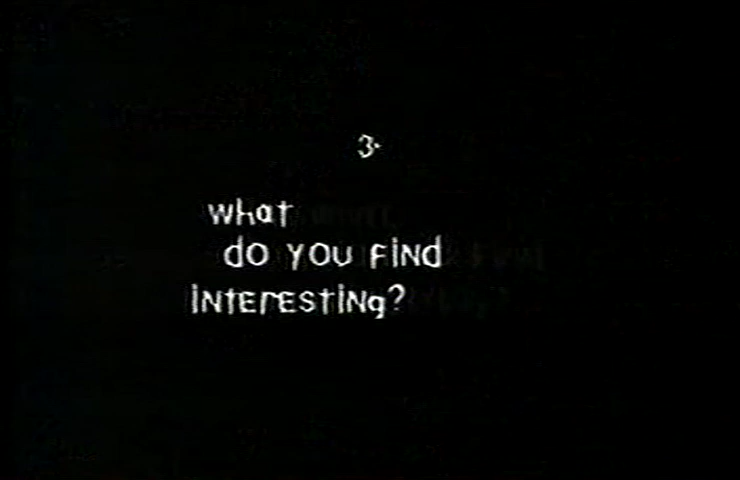 3.
what
do you find
interesting?